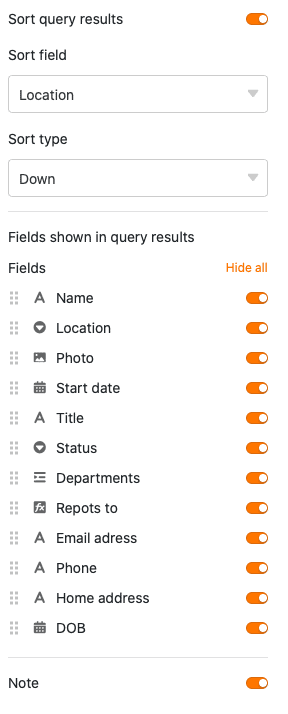 Sort query results
Sort field
Location
Sort type
Down
Fields shown in query results
Fields Hide all
Name
Location
Photo
Start date
Title
Status
Departments
Repots to
Email adress
Phone
Home address
DOB
Note